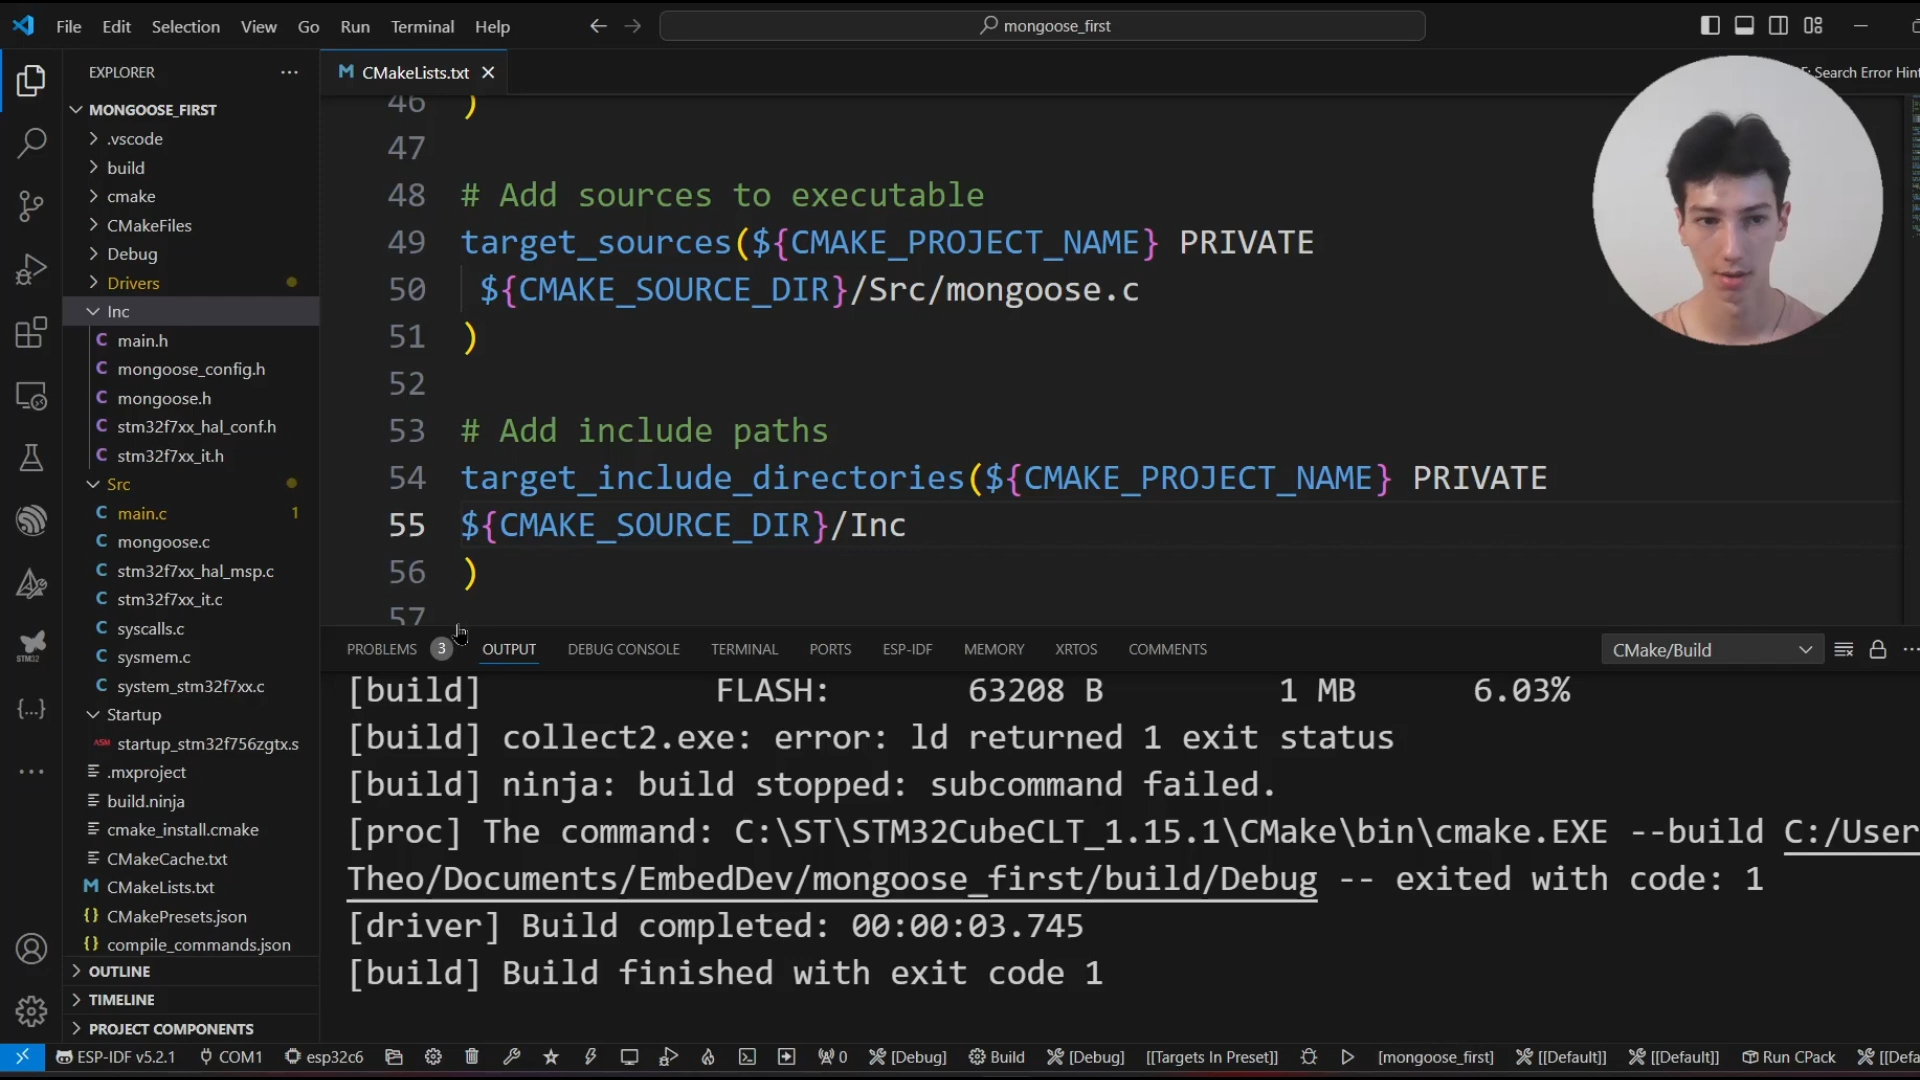 File Edit Selection View Go Run Terminal Help
mongoose_first
EXPLORER
CMakeLists.txt
Search Error Hint
MONGOOSE_FIRST
.vscode
build
cmake
CMakeFiles
Debug
Drivers
Inc
main.h
mongoose_config.h
mongoose.h
stm32f7xx_hal_conf.h
stm32f7xx_it.h
Src
main.c 1
mongoose.c
stm32f7xx_hal_msp.c
stm32f7xx_it.c
syscalls.c
sysmem.c
system_stm32f7xx.c
Startup
ASM startup_stm32f756zgtx.s
.mxproject
build.ninja
cmake_install.cmake
CMakeCache.txt
CMakeLists.txt
CMakePresets.json
compile_commands.json
OUTLINE
TIMELINE
PROJECT COMPONENTS
46 )
47
48 # Add sources to executable
49 target_sources(${CMAKE_PROJECT_NAME} PRIVATE
50 ${CMAKE_SOURCE_DIR}/Src/mongoose.c
51 )
52
53 # Add include paths
54 target_include_directories(${CMAKE_PROJECT_NAME} PRIVATE
55 ${CMAKE_SOURCE_DIR}/Inc
56 )
57
PROBLEMS 3 OUTPUT DEBUG CONSOLE TERMINAL PORTS ESP-IDF MEMORY XRTOS COMMENTS
CMake/Build
[build] FLASH: 63208 B 1 MB 6.03%
[build] collect2.exe: error: ld returned 1 exit status
[build] ninja: build stopped: subcommand failed.
[proc] The command: C:\ST\STM32CubeCLT_1.15.1\CMake\bin\cmake.EXE --build C:/User
Theo/Documents/EmbedDev/mongoose_first/build/Debug -- exited with code: 1
[driver] Build completed: 00:00:03.745
[build] Build finished with exit code 1
STM32
ESP-IDF v5.2.1 COM1 esp32c6 0 [Debug] Build [Debug] [[Targets In Preset]] [mongoose_first] [[Default]] [[Default]] Run CPack [[Defa